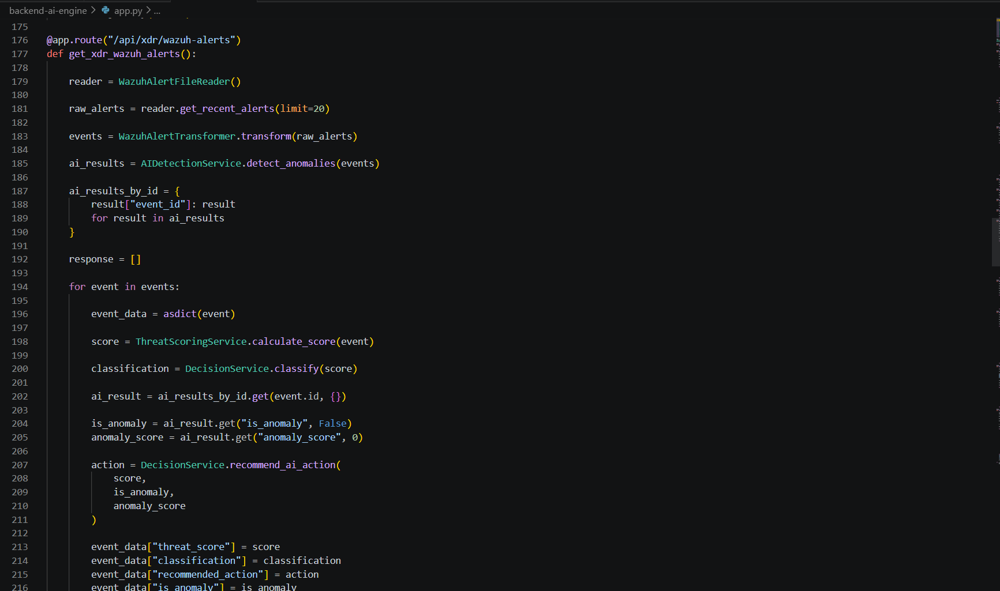 backend-ai-engine > app.py > ...
175
176 @app.route("/api/xdr/wazuh-alerts")
177 def get_xdr_wazuh_alerts():
178
179     reader = WazuhAlertFileReader()
180
181     raw_alerts = reader.get_recent_alerts(limit=20)
182
183     events = WazuhAlertTransformer.transform(raw_alerts)
184
185     ai_results = AIDetectionService.detect_anomalies(events)
186
187     ai_results_by_id = {
188         result["event_id"]: result
189         for result in ai_results
190     }
191
192     response = []
193
194     for event in events:
195
196         event_data = asdict(event)
197
198         score = ThreatScoringService.calculate_score(event)
199
200         classification = DecisionService.classify(score)
201
202         ai_result = ai_results_by_id.get(event.id, {})
203
204         is_anomaly = ai_result.get("is_anomaly", False)
205         anomaly_score = ai_result.get("anomaly_score", 0)
206
207         action = DecisionService.recommend_ai_action(
208             score,
209             is_anomaly,
210             anomaly_score
211         )
212
213         event_data["threat_score"] = score
214         event_data["classification"] = classification
215         event_data["recommended_action"] = action
216         event_data["is_anomaly"] = is_anomaly